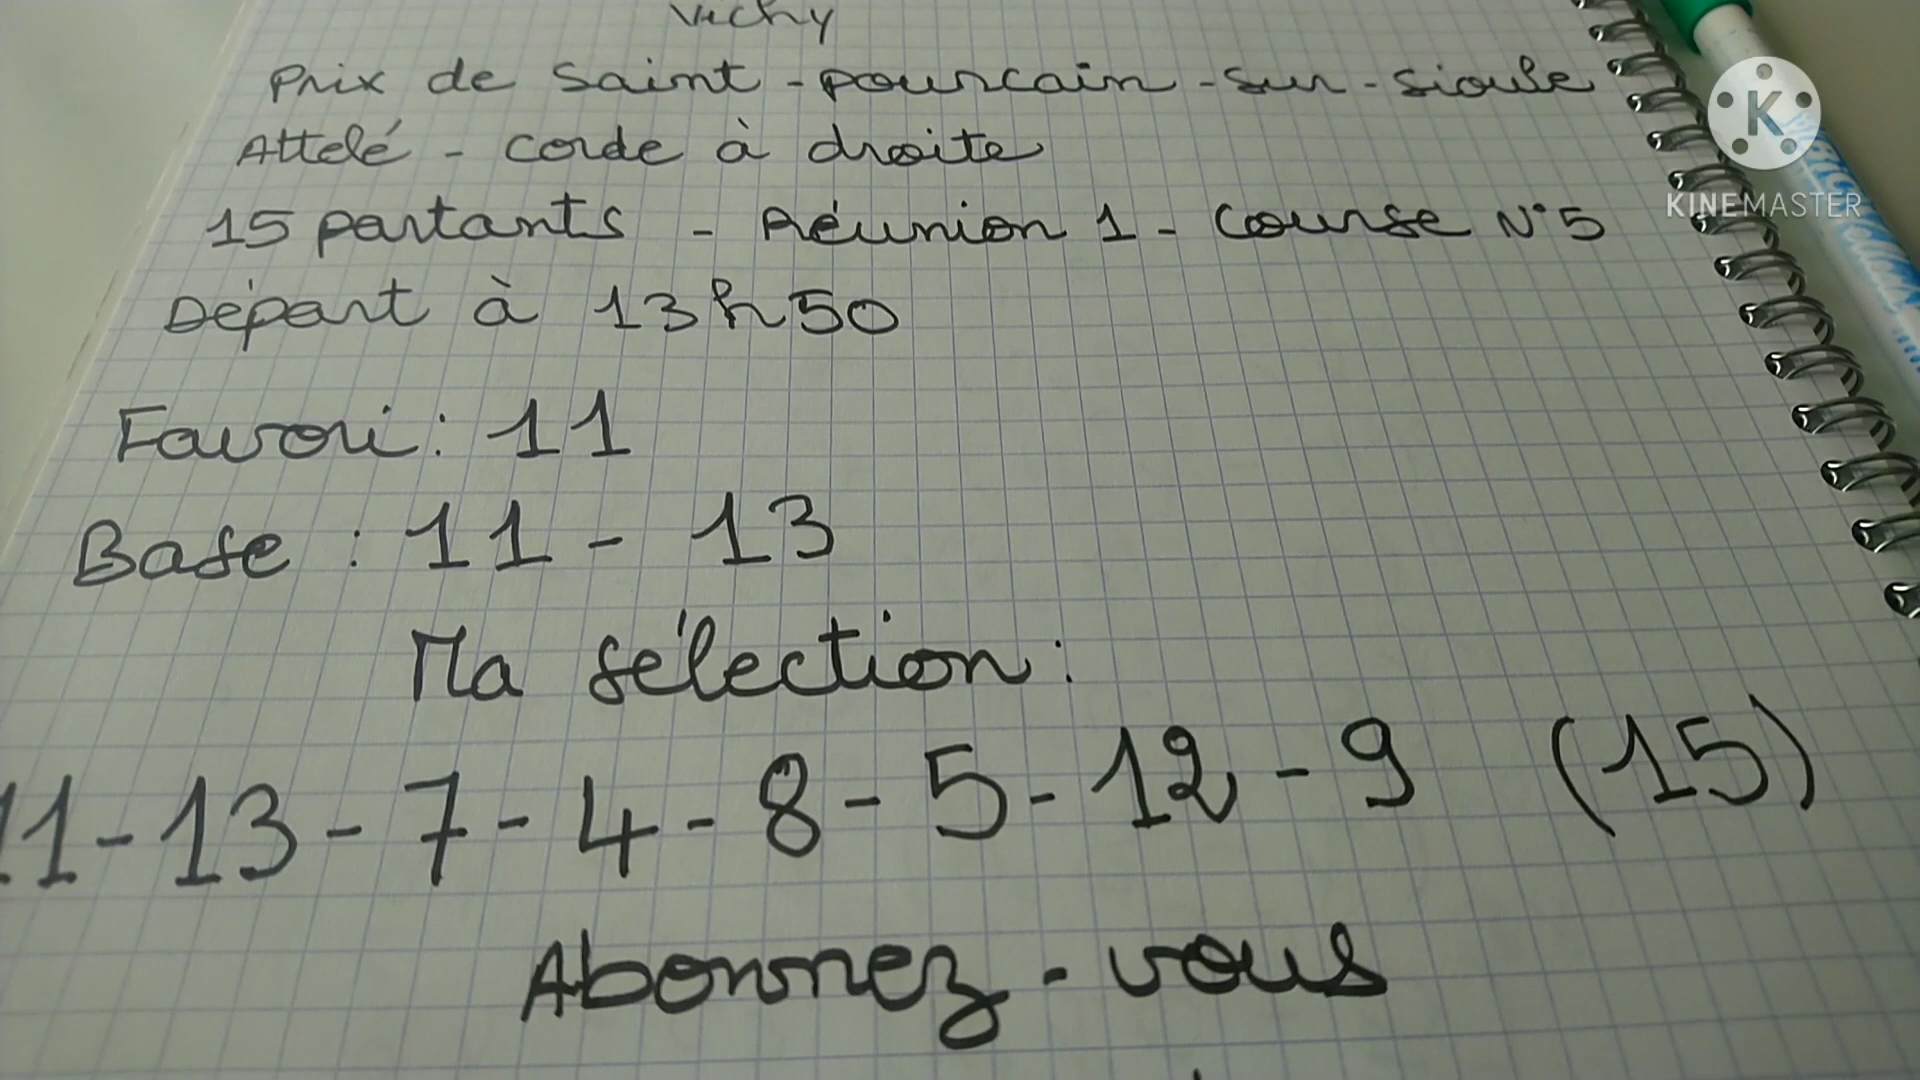 Vichy
Prix de Saint-pourcain-sur-sioule
Attelé - corde à droite
15 partants - Réunion 1 - Course N°5
Départ à 13h50
Favori : 11
Base : 11 - 13
Ma sélection :
11-13-7-4-8-5-12-9 (15)
Abonnez-vous
K
KINEMASTER